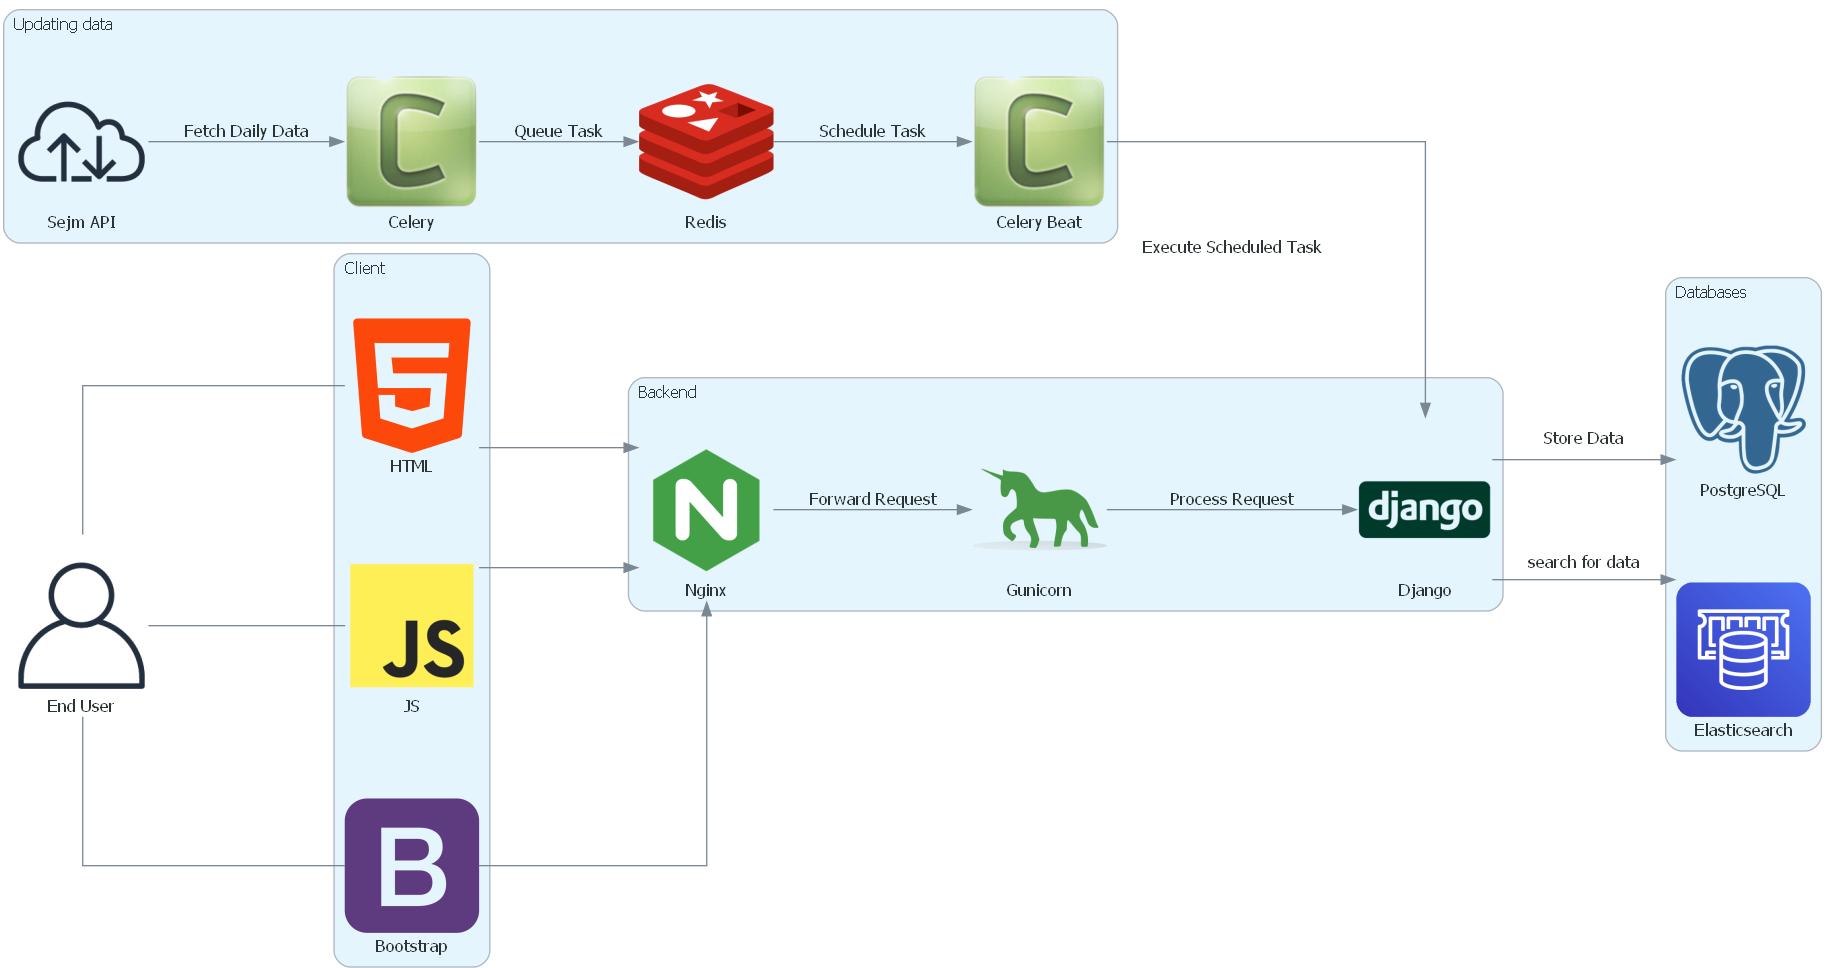 Updating data
Fetch Daily Data
Queue Task
Schedule Task
C
C
Sejm API
Celery
Redis
Celery Beat
Execute Scheduled Task
Client
5
HTML
Databases
PostgreSQL
Backend
Store Data
N
Forward Request
Process Request
django
Nginx
Gunicorn
Django
search for data
JS
JS
End User
Elasticsearch
B
Bootstrap